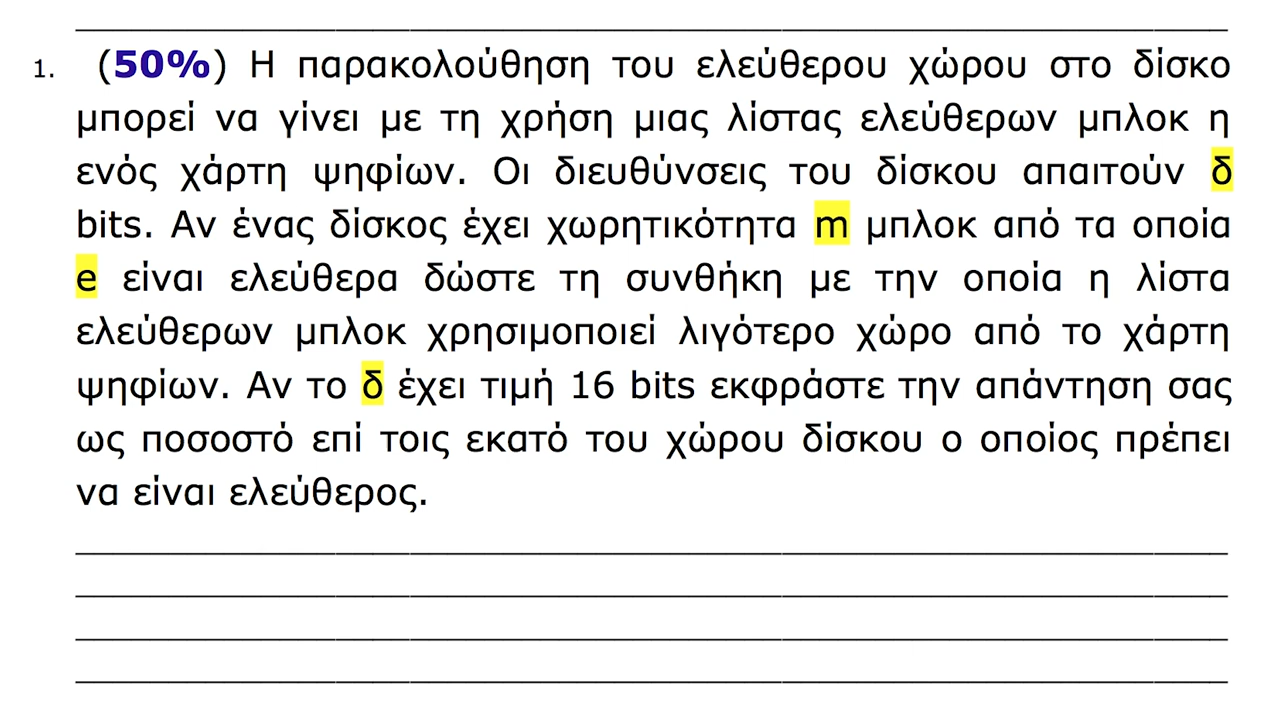 1. (50%) Η παρακολούθηση του ελεύθερου χώρου στο δίσκο
μπορεί να γίνει με τη χρήση μιας λίστας ελεύθερων μπλοκ η
ενός χάρτη ψηφίων. Οι διευθύνσεις του δίσκου απαιτούν δ
bits. Αν ένας δίσκος έχει χωρητικότητα m μπλοκ από τα οποία
e είναι ελεύθερα δώστε τη συνθήκη με την οποία η λίστα
ελεύθερων μπλοκ χρησιμοποιεί λιγότερο χώρο από το χάρτη
ψηφίων. Αν το δ έχει τιμή 16 bits εκφράστε την απάντηση σας
ως ποσοστό επί τοις εκατό του χώρου δίσκου ο οποίος πρέπει
να είναι ελεύθερος.